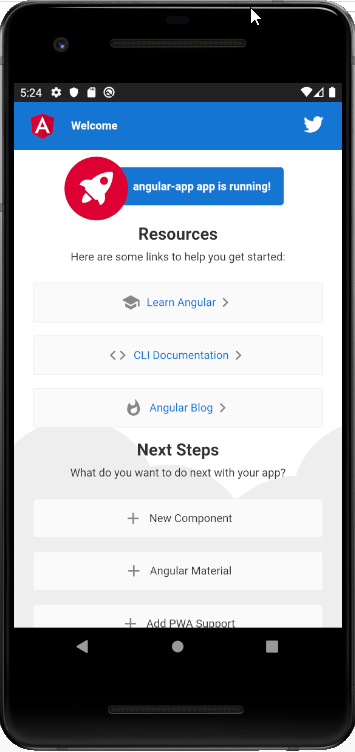 5:24
Welcome
angular-app app is running!
Resources
Here are some links to help you get started:
Learn Angular
CLI Documentation
Angular Blog
Next Steps
What do you want to do next with your app?
New Component
Angular Material
Add PWA Support